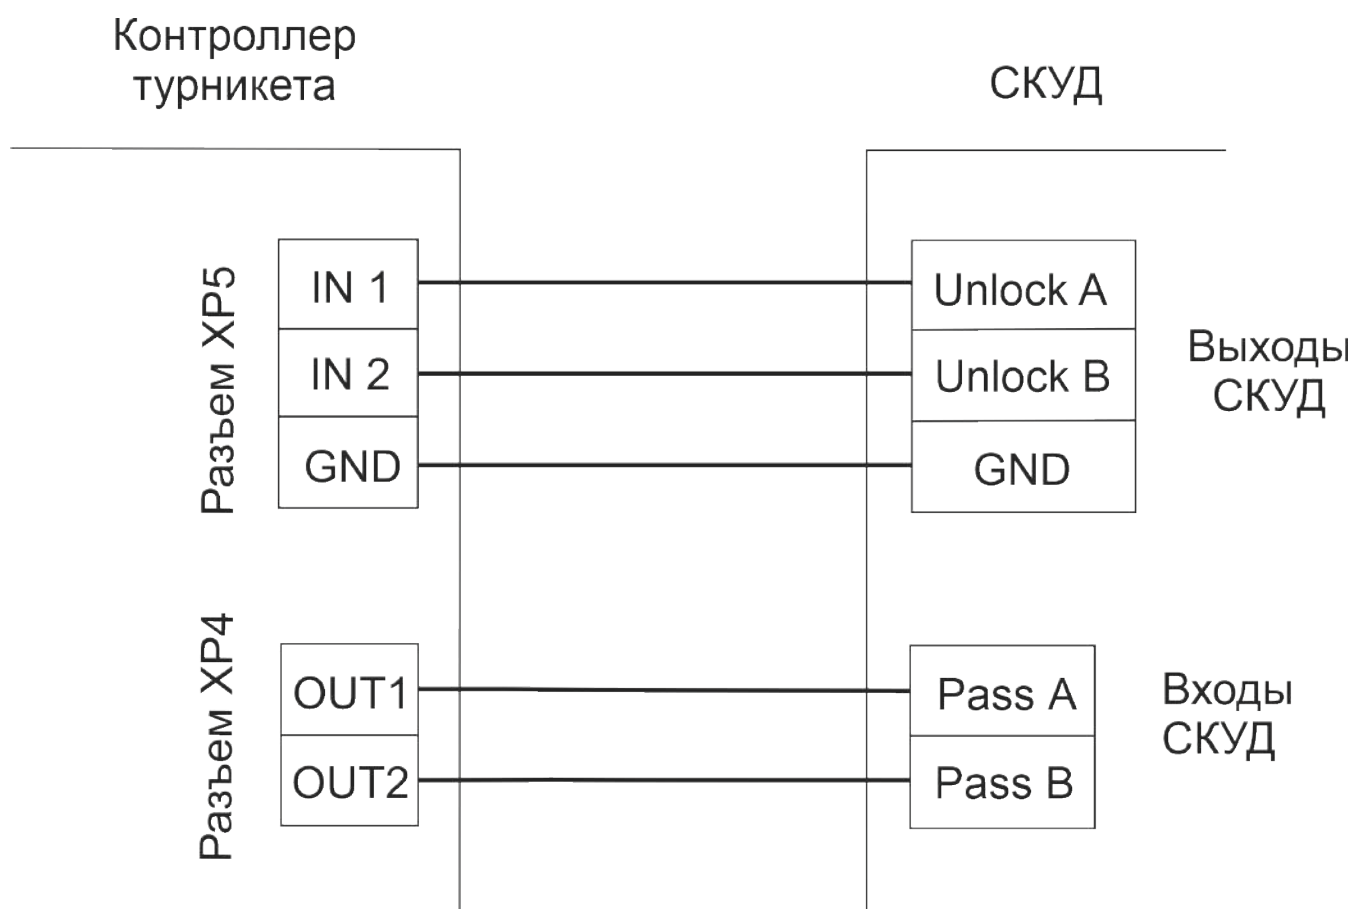 Контроллер
турникета
СКУД
Разъем XP5
IN 1
Unlock A
IN 2
Unlock B
GND
GND
Выходы
СКУД
Разъем XP4
OUT1
Pass A
OUT2
Pass B
Входы
СКУД